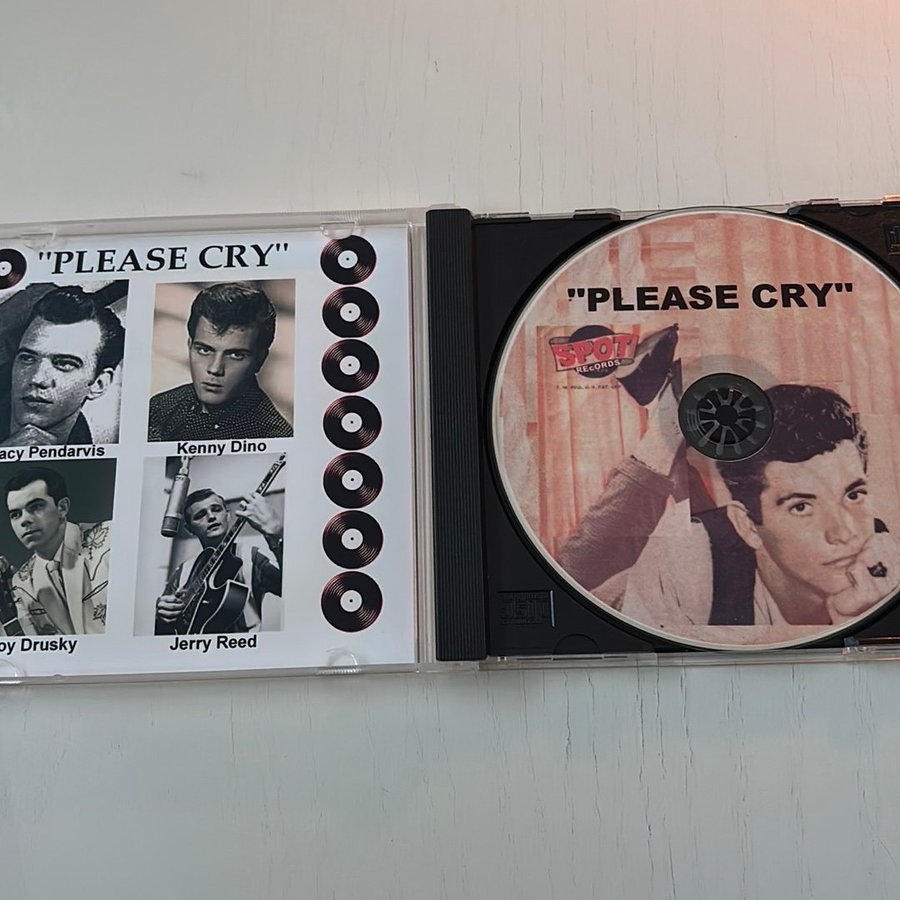 "PLEASE CRY"
acy Pendarvis
Kenny Dino
oy Drusky
Jerry Reed
"PLEASE CRY"
SPOT
RECORDS